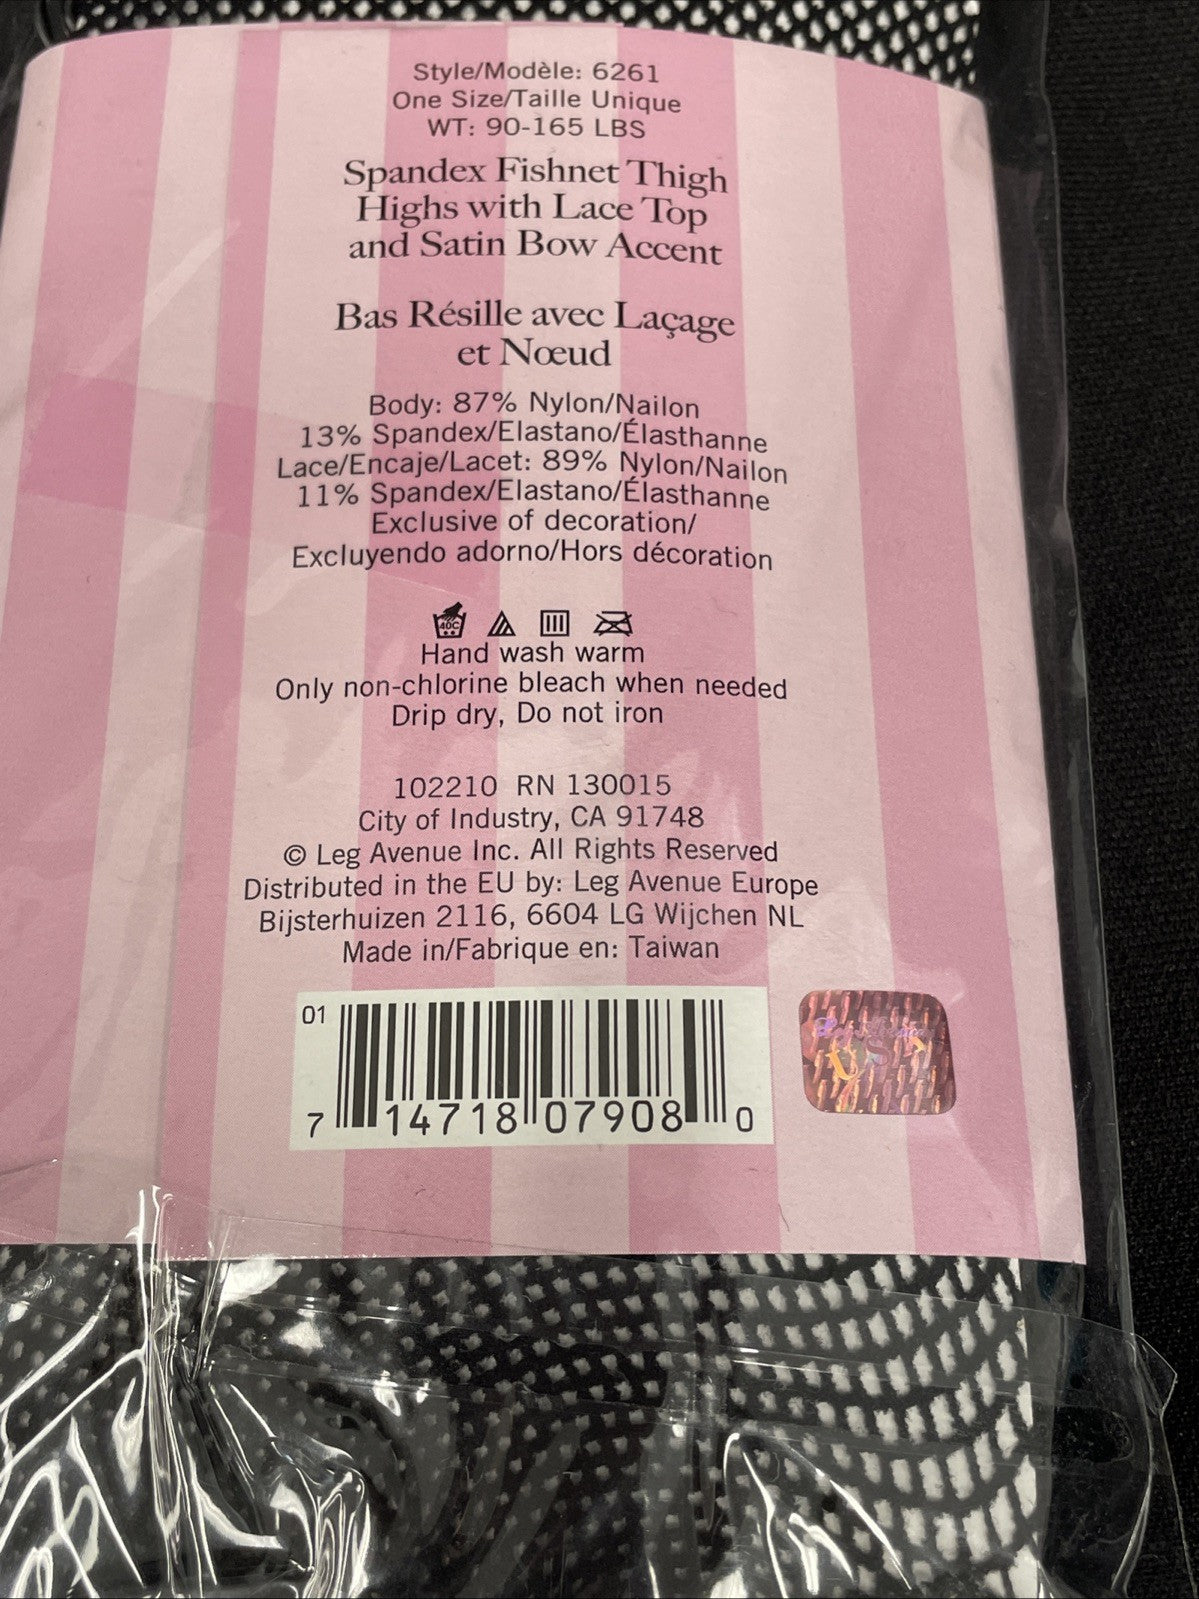 Style/Modèle: 6261
One Size/Taille Unique
WT: 90-165 LBS
Spandex Fishnet Thigh
Highs with Lace Top
and Satin Bow Accent
Bas Résille avec Laçage
et Nœud
Body: 87% Nylon/Nailon
13% Spandex/Elastano/Élasthanne
Lace/Encaje/Lacet: 89% Nylon/Nailon
11% Spandex/Elastano/Élasthanne
Exclusive of decoration/
Excluyendo adorno/Hors décoration
40C
Hand wash warm
Only non-chlorine bleach when needed
Drip dry, Do not iron
102210 RN 130015
City of Industry, CA 91748
© Leg Avenue Inc. All Rights Reserved
Distributed in the EU by: Leg Avenue Europe
Bijsterhuizen 2116, 6604 LG Wijchen NL
Made in/Fabrique en: Taiwan
01
7 14718 07908 0
Leg Avenue
USA